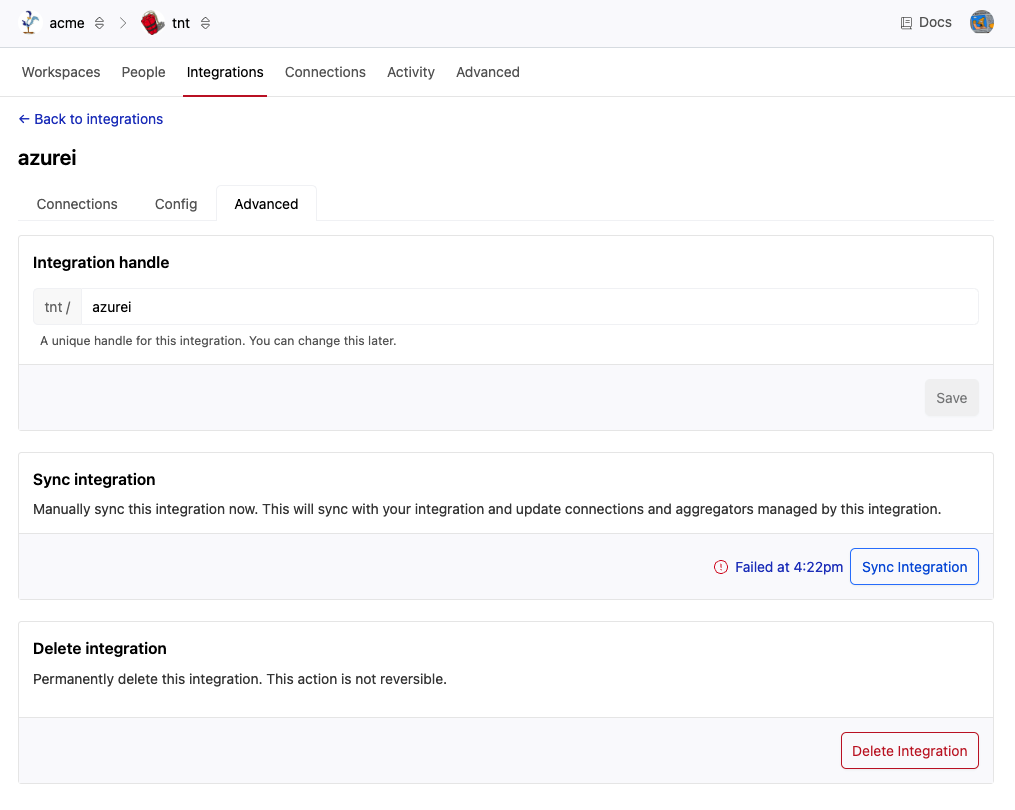 acme tnt Docs
Workspaces People Integrations Connections Activity Advanced
← Back to integrations
azurei
Connections Config Advanced
Integration handle
tnt / azurei
A unique handle for this integration. You can change this later.
Save
Sync integration
Manually sync this integration now. This will sync with your integration and update connections and aggregators managed by this integration.
Failed at 4:22pm Sync Integration
Delete integration
Permanently delete this integration. This action is not reversible.
Delete Integration